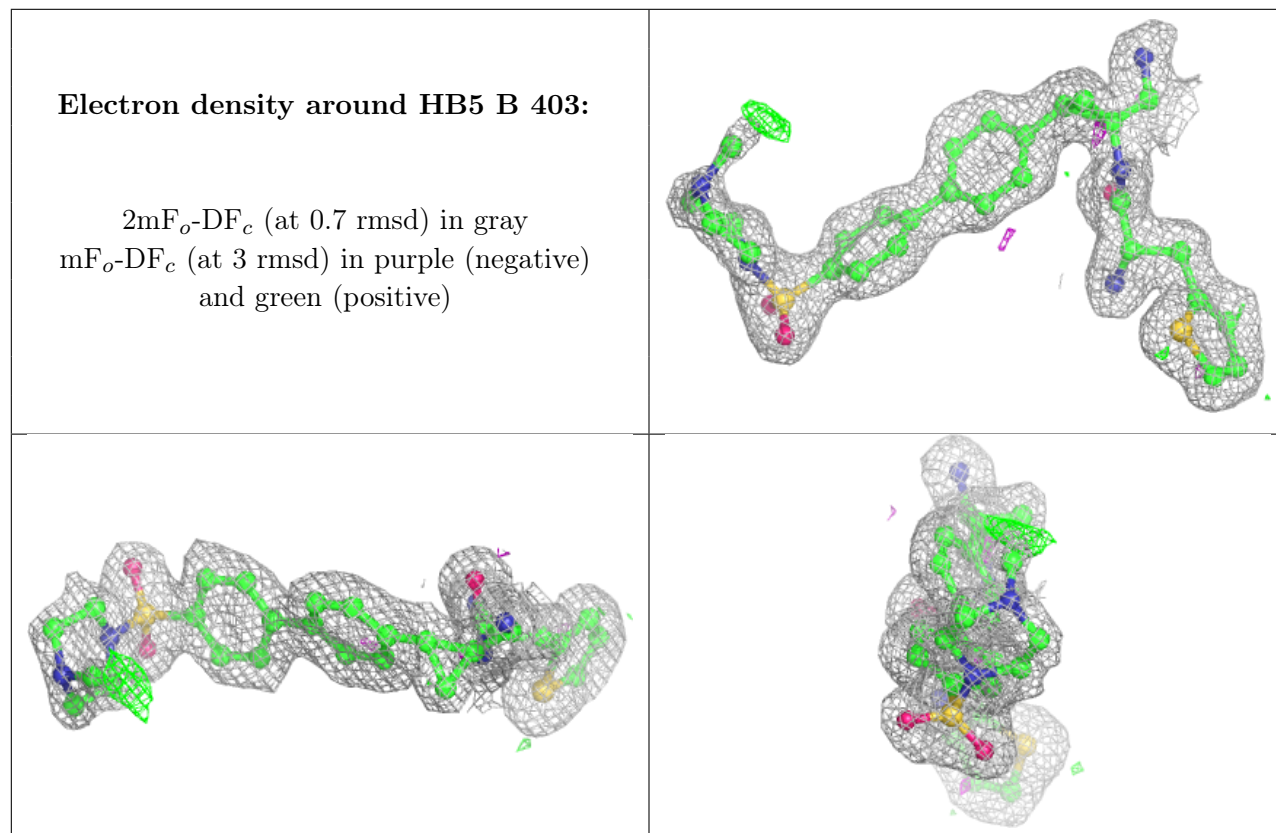 Electron density around HB5 B 403:
2mFo-DFc (at 0.7 rmsd) in gray
mFo-DFc (at 3 rmsd) in purple (negative)
and green (positive)